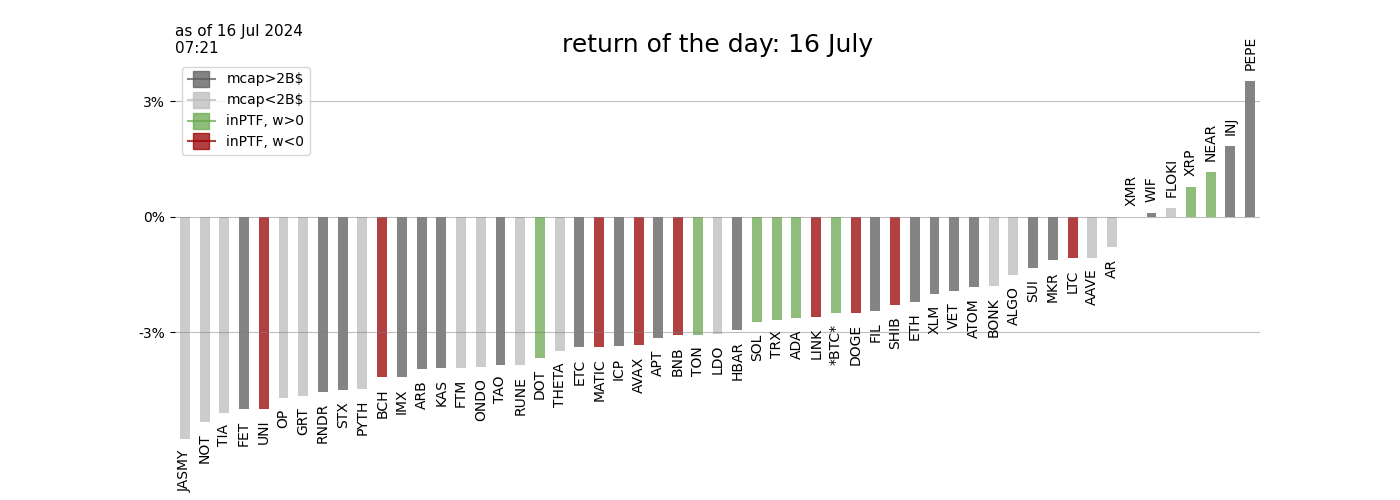 as of 16 Jul 2024
07:21
return of the day: 16 July
mcap>2B$
mcap<2B$
inPTF, w>0
inPTF, w<0
3%
0%
-3%
JASMY
NOT
TIA
FET
UNI
OP
GRT
RNDR
STX
PYTH
BCH
IMX
ARB
KAS
FTM
ONDO
TAO
RUNE
DOT
THETA
ETC
MATIC
ICP
AVAX
APT
BNB
TON
LDO
HBAR
SOL
TRX
ADA
LINK
*BTC*
DOGE
FIL
SHIB
ETH
XLM
VET
ATOM
BONK
ALGO
SUI
MKR
LTC
AAVE
AR
XMR
WIF
FLOKI
XRP
NEAR
INJ
PEPE